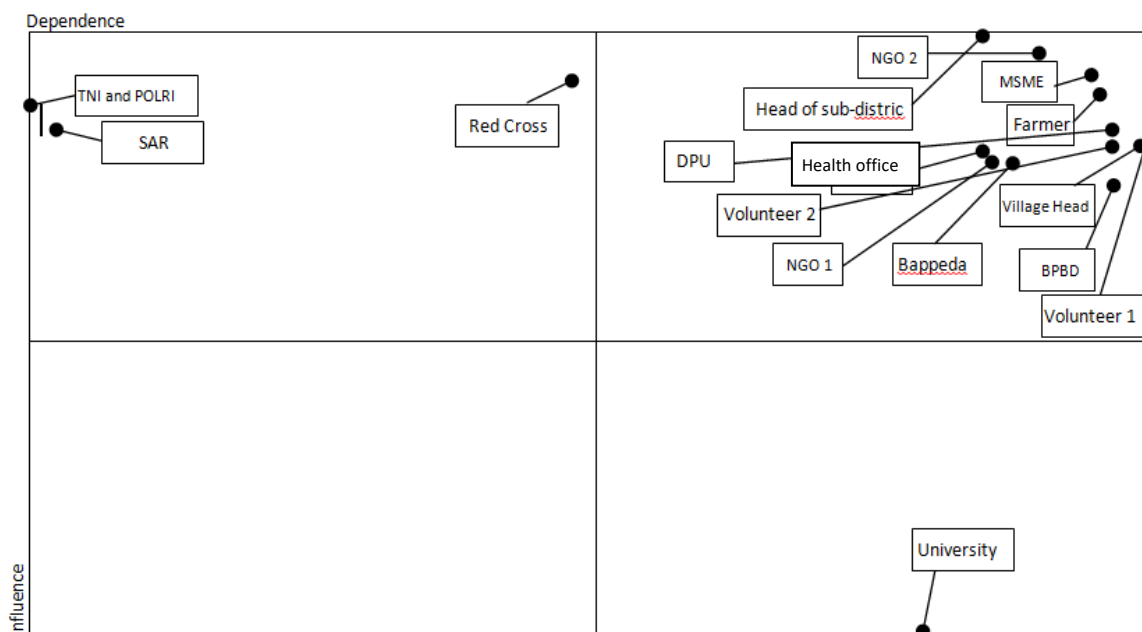 Dependence
NGO 2
TNI and POLRI
MSME
Head of sub-distric
Red Cross
Farmer
SAR
DPU
Health office
Village Head
Volunteer 2
NGO 1
Bappeda
BPBD
Volunteer 1
University
nfluence